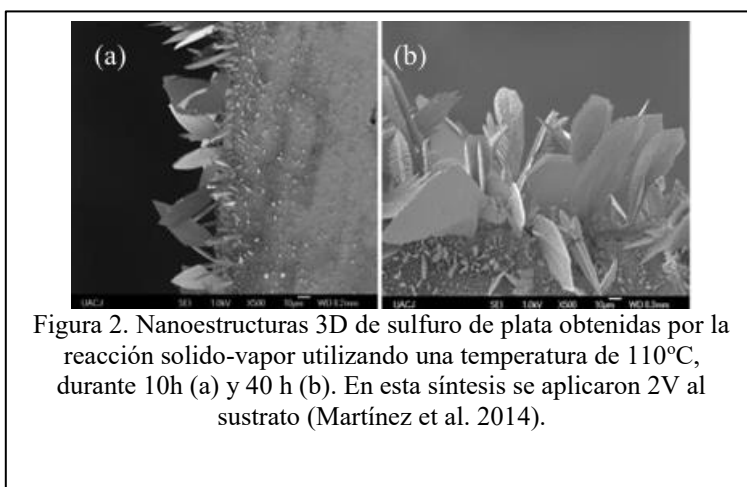 (a)
(b)
UACJ SEI 1.0kV X500 10μm WD 8.2mm
UACJ SEI 1.0kV X500 10μm WD 8.3mm
Figura 2. Nanoestructuras 3D de sulfuro de plata obtenidas por la
reacción solido-vapor utilizando una temperatura de 110ºC,
durante 10h (a) y 40 h (b). En esta síntesis se aplicaron 2V al
sustrato (Martínez et al. 2014).